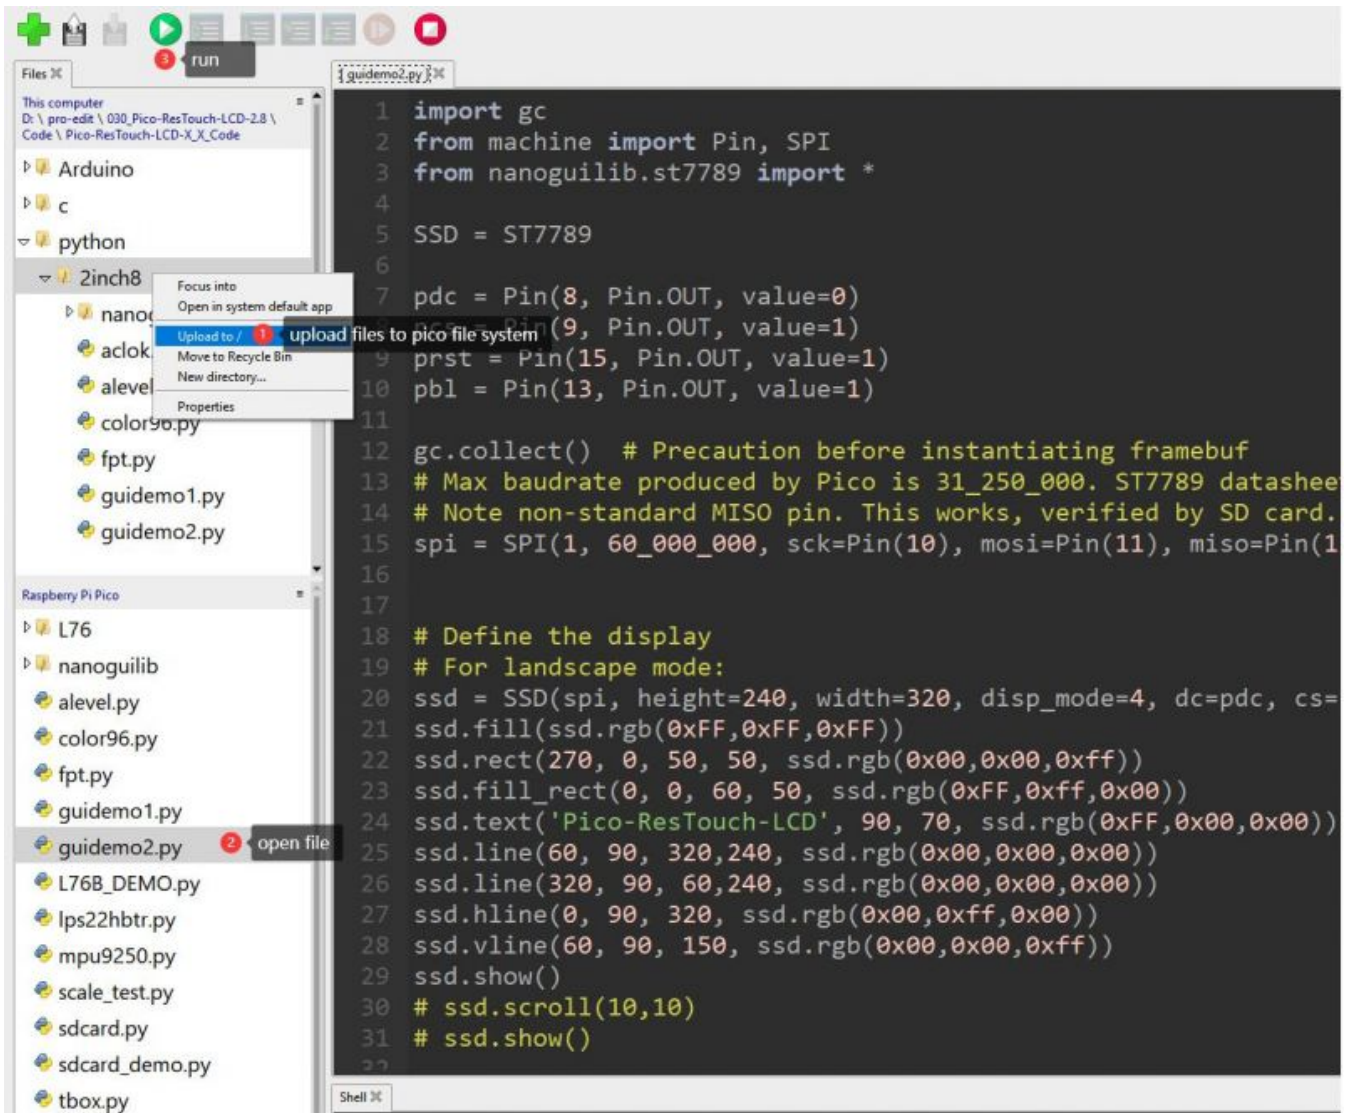 3 run
Files
[ guidemo2.py ]
This computer
D: \ pro-edit \ 030_Pico-ResTouch-LCD-2.8 \
Code \ Pico-ResTouch-LCD-X_X_Code
Arduino
c
python
2inch8
Focus into
Open in system default app
Upload to / 1 upload files to pico file system
Move to Recycle Bin
New directory...
Properties
color96.py
fpt.py
guidemo1.py
guidemo2.py
Raspberry Pi Pico
L76
nanoguilib
alevel.py
color96.py
fpt.py
guidemo1.py
guidemo2.py 2 open file
L76B_DEMO.py
lps22hbtr.py
mpu9250.py
scale_test.py
sdcard.py
sdcard_demo.py
tbox.py
1 import gc
2 from machine import Pin, SPI
3 from nanoguilib.st7789 import *
4
5 SSD = ST7789
6
7 pdc = Pin(8, Pin.OUT, value=0)
(9, Pin.OUT, value=1)
9 prst = Pin(15, Pin.OUT, value=1)
10 pbl = Pin(13, Pin.OUT, value=1)
11
12 gc.collect()  # Precaution before instantiating framebuf
13 # Max baudrate produced by Pico is 31_250_000. ST7789 datashee
14 # Note non-standard MISO pin. This works, verified by SD card.
15 spi = SPI(1, 60_000_000, sck=Pin(10), mosi=Pin(11), miso=Pin(1
16
17
18 # Define the display
19 # For landscape mode:
20 ssd = SSD(spi, height=240, width=320, disp_mode=4, dc=pdc, cs=
21 ssd.fill(ssd.rgb(0xFF,0xFF,0xFF))
22 ssd.rect(270, 0, 50, 50, ssd.rgb(0x00,0x00,0xff))
23 ssd.fill_rect(0, 0, 60, 50, ssd.rgb(0xFF,0xff,0x00))
24 ssd.text('Pico-ResTouch-LCD', 90, 70, ssd.rgb(0xFF,0x00,0x00))
25 ssd.line(60, 90, 320,240, ssd.rgb(0x00,0x00,0x00))
26 ssd.line(320, 90, 60,240, ssd.rgb(0x00,0x00,0x00))
27 ssd.hline(0, 90, 320, ssd.rgb(0x00,0xff,0x00))
28 ssd.vline(60, 90, 150, ssd.rgb(0x00,0x00,0xff))
29 ssd.show()
30 # ssd.scroll(10,10)
31 # ssd.show()
Shell